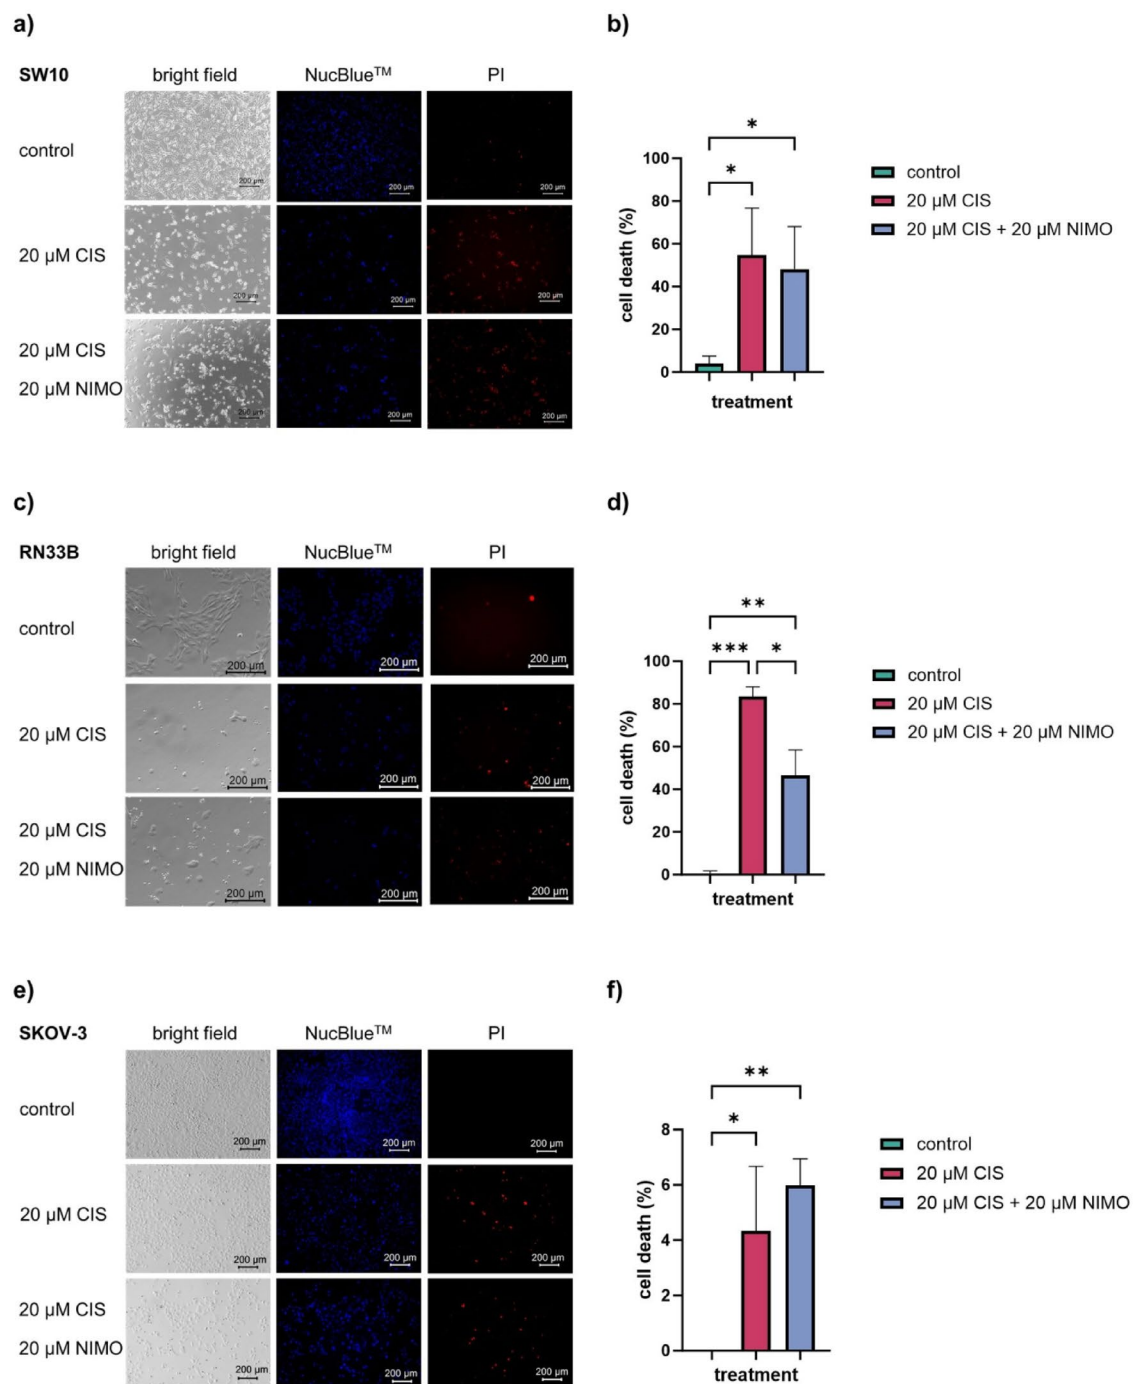 a)
b)
SW10 bright field NucBlue™ PI
control
200 µm 200 µm 200 µm
20 µM CIS
200 µm 200 µm 200 µm
20 µM CIS
20 µM NIMO
200 µm 200 µm 200 µm
* *
100
80
60
40
20
0
cell death (%)
treatment
control
20 µM CIS
20 µM CIS + 20 µM NIMO
c)
d)
RN33B bright field NucBlue™ PI
control
200 µm 200 µm 200 µm
20 µM CIS
200 µm 200 µm 200 µm
20 µM CIS
20 µM NIMO
200 µm 200 µm 200 µm
**
*** *
100
80
60
40
20
0
cell death (%)
treatment
control
20 µM CIS
20 µM CIS + 20 µM NIMO
e)
f)
SKOV-3 bright field NucBlue™ PI
control
200 µm 200 µm 200 µm
20 µM CIS
200 µm 200 µm 200 µm
20 µM CIS
20 µM NIMO
200 µm 200 µm 200 µm
**
*
8
6
4
2
0
cell death (%)
treatment
control
20 µM CIS
20 µM CIS + 20 µM NIMO